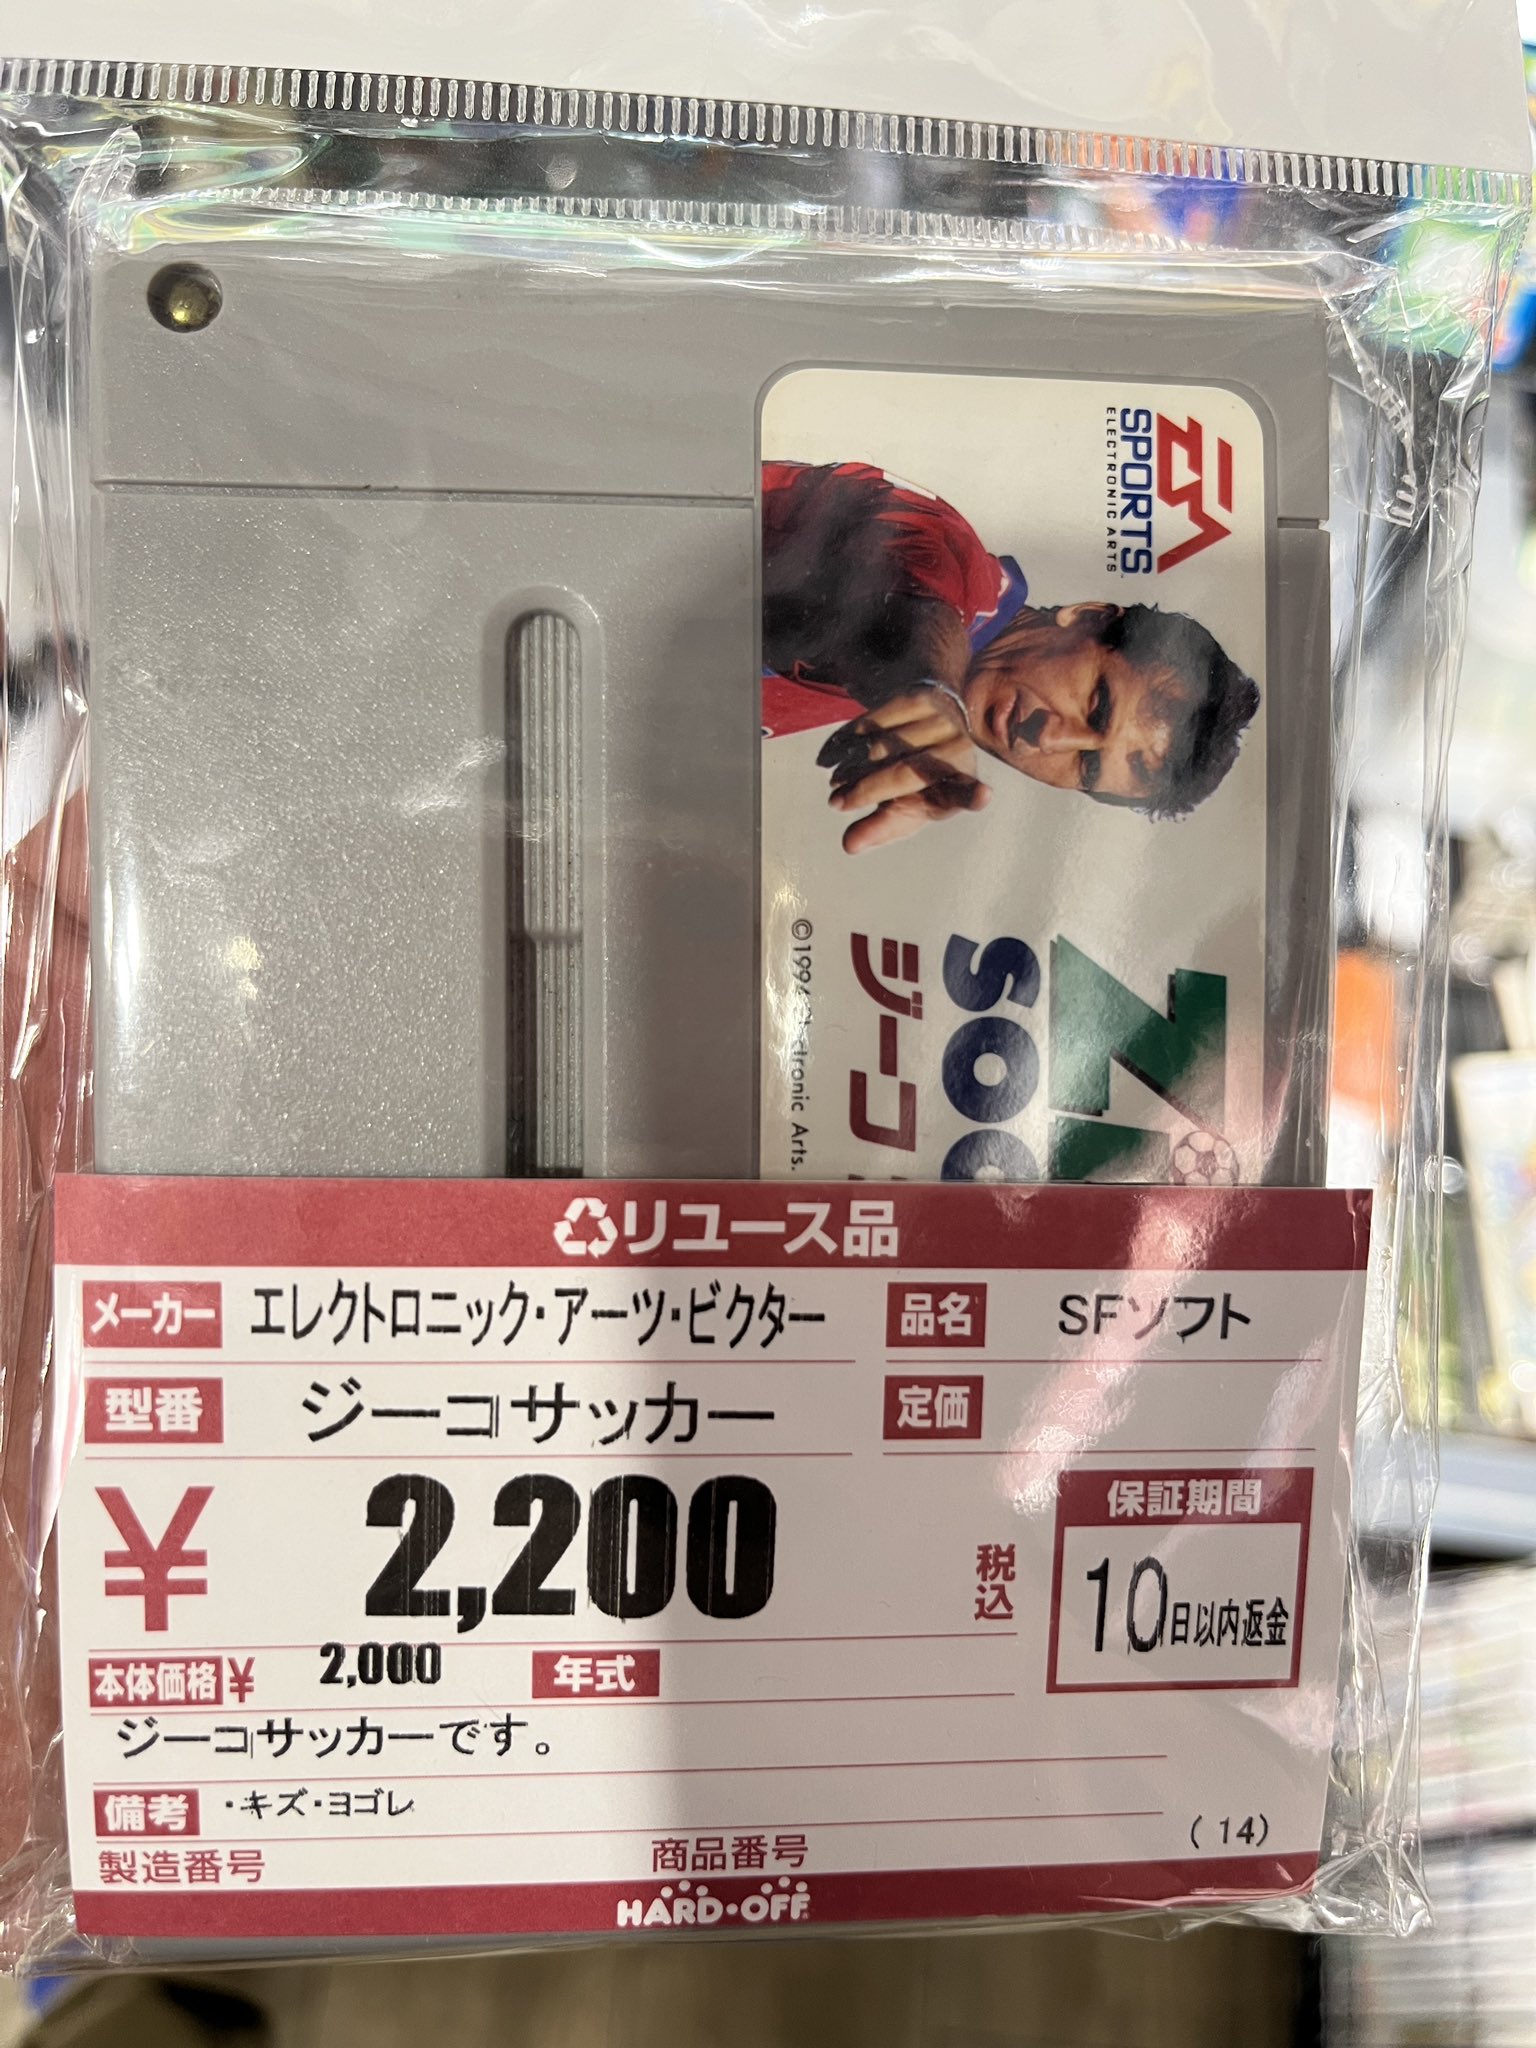 EA
SPORTS
ELECTRONIC ARTS
ジーコ
リユース品
メーカー エレクトロニック・アーツ・ビクター 品名 SFソフト
型番 ジーコサッカー 定価
¥ 2,200 税込
保証期間
10日以内返金
本体価格 ¥ 2,000 年式
ジーコサッカーです。
備考 ・キズ・ヨゴレ
製造番号 商品番号 ( 14)
HARD・OFF